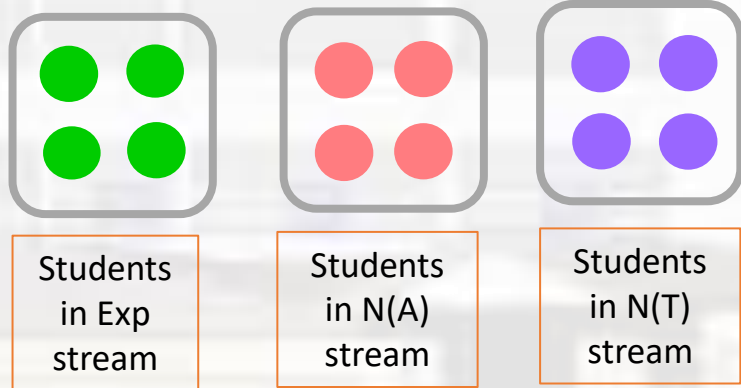 Students
in Exp
stream
Students
in N(A)
stream
Students
in N(T)
stream